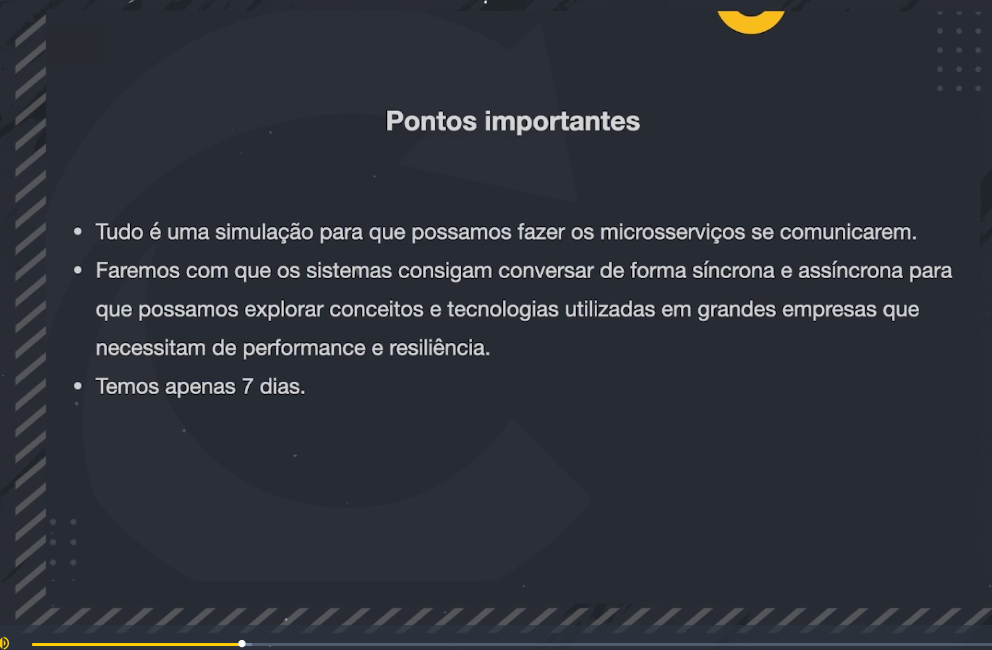 Pontos importantes
• Tudo é uma simulação para que possamos fazer os microsserviços se comunicarem.
• Faremos com que os sistemas consigam conversar de forma síncrona e assíncrona para
que possamos explorar conceitos e tecnologias utilizadas em grandes empresas que
necessitam de performance e resiliência.
• Temos apenas 7 dias.